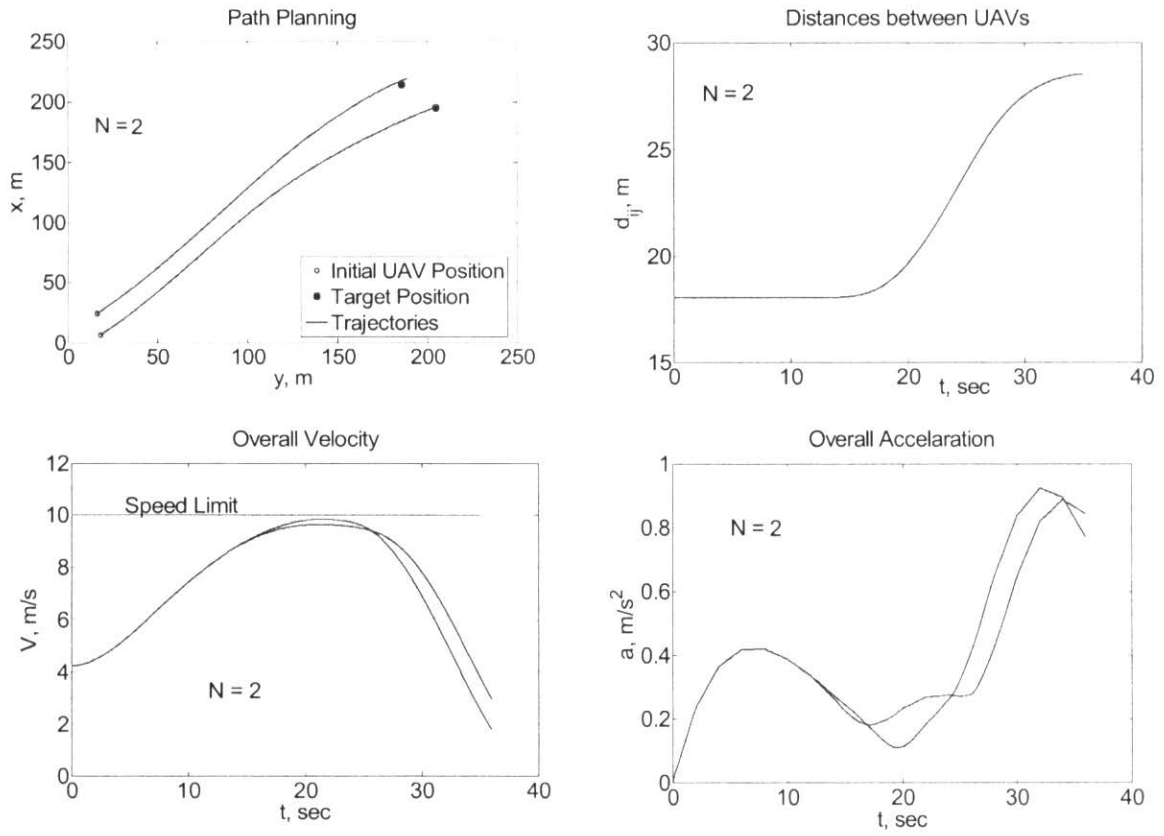 Path Planning
250
200
150
100
50
0
x, m
N = 2
Initial UAV Position
Target Position
Trajectories
0 50 100 150 200 250
y, m
Distances between UAVs
30
25
20
15
d_ij, m
N = 2
0 10 20 30 40
t, sec
Overall Velocity
12
10
8
6
4
2
0
V, m/s
Speed Limit
N = 2
0 10 20 30 40
t, sec
Overall Accelaration
1
0.8
0.6
0.4
0.2
0
a, m/s²
N = 2
0 10 20 30 40
t, sec